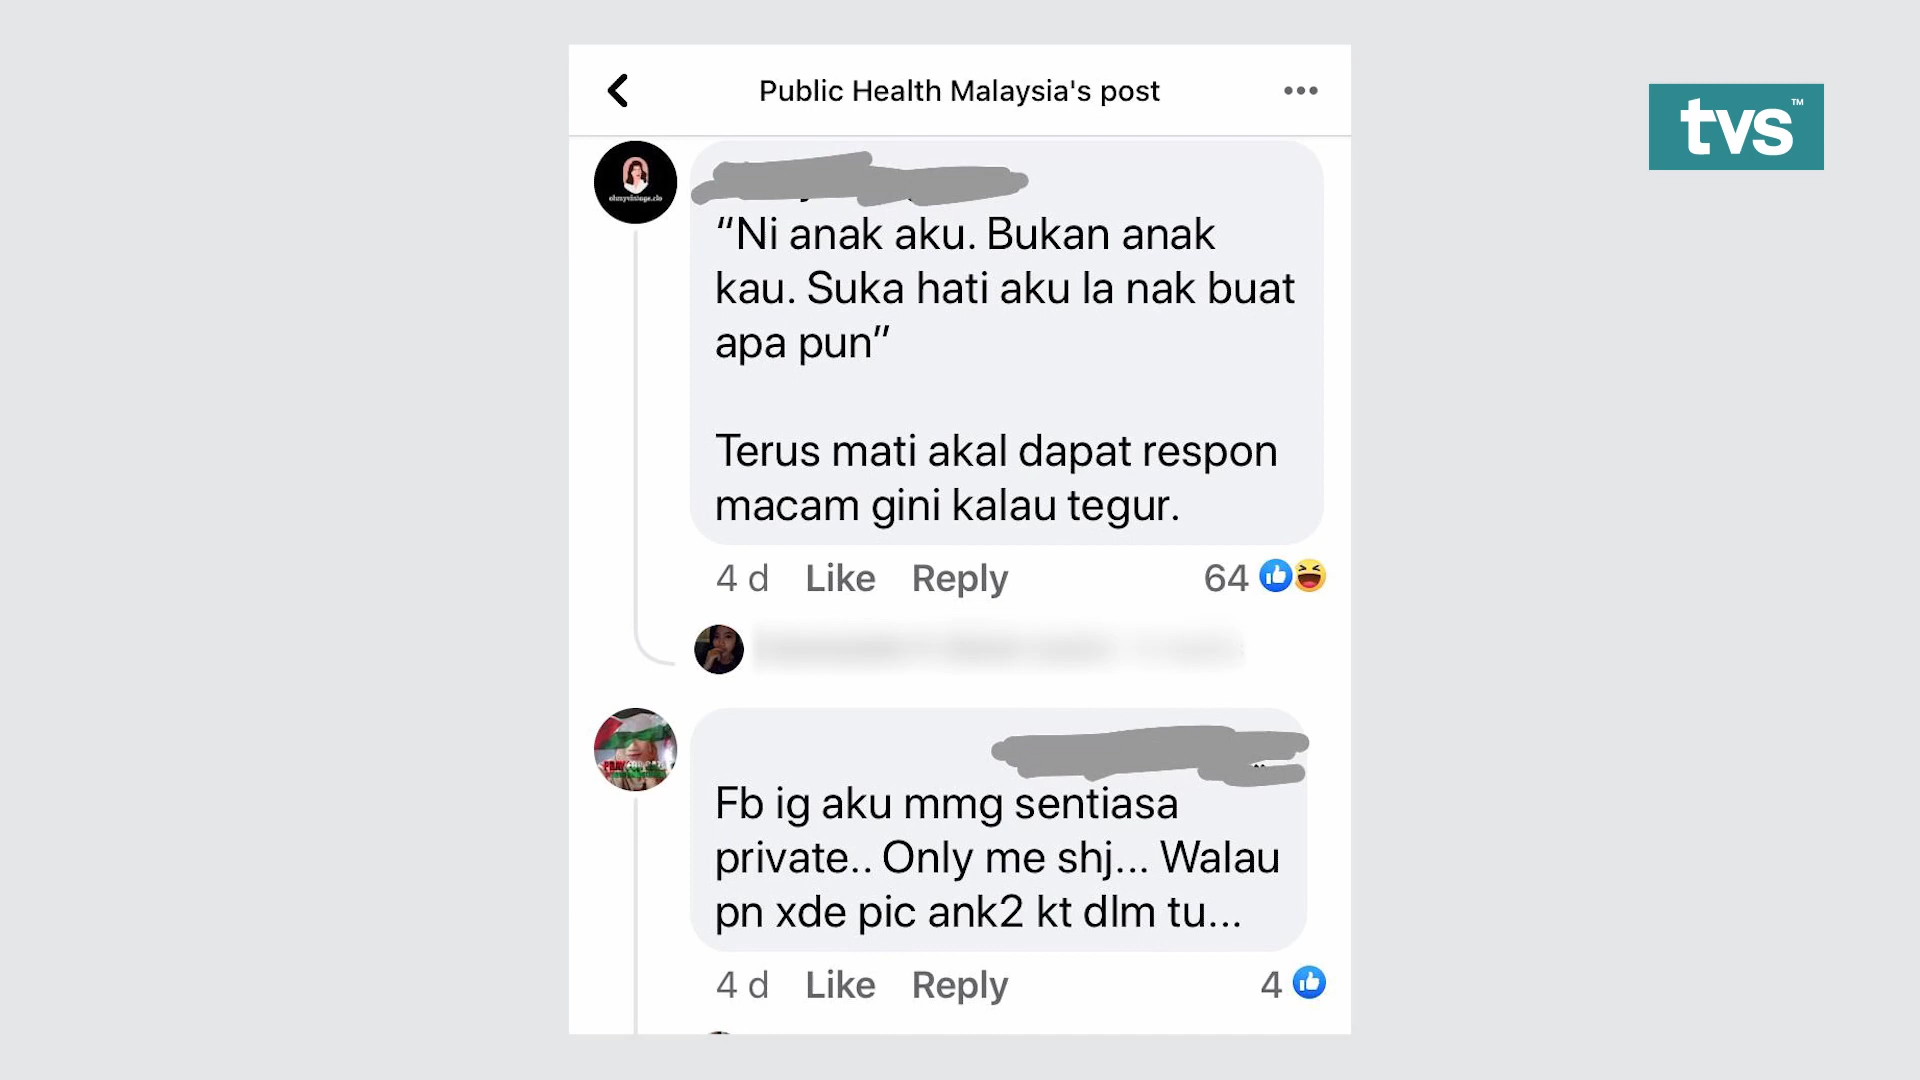 Public Health Malaysia's post
tvs™
“Ni anak aku. Bukan anak
kau. Suka hati aku la nak buat
apa pun”
Terus mati akal dapat respon
macam gini kalau tegur.
4 d Like Reply 64
Fb ig aku mmg sentiasa
private.. Only me shj... Walau
pn xde pic ank2 kt dlm tu...
4 d Like Reply 4